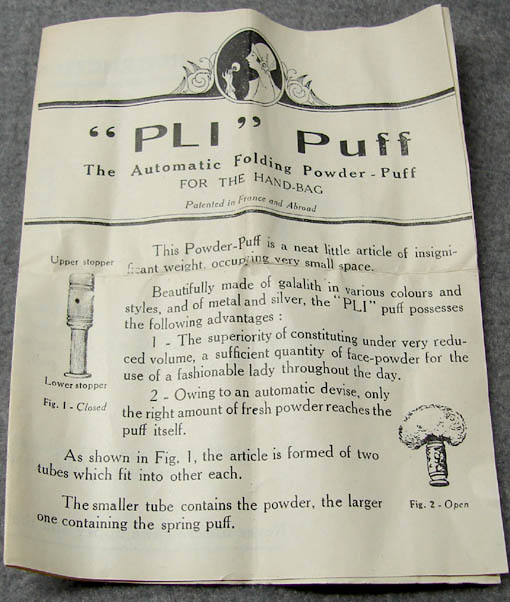 “PLI” Puff
The Automatic Folding Powder-Puff
FOR THE HAND-BAG
Patented in France and Abroad
This Powder-Puff is a neat little article of insigni-
ficant weight, occupying very small space.
Upper stopper
Lower stopper
Fig. 1 - Closed
Beautifully made of galalith in various colours and
styles, and of metal and silver, the "PLI" puff possesses
the following advantages :
1 - The superiority of constituting under very redu-
ced volume, a sufficient quantity of face-powder for the
use of a fashionable lady throughout the day.
2 - Owing to an automatic devise, only
the right amount of fresh powder reaches the
puff itself.
As shown in Fig. 1, the article is formed of two
tubes which fit into other each.
The smaller tube contains the powder, the larger
one containing the spring puff.
Fig. 2 - Open